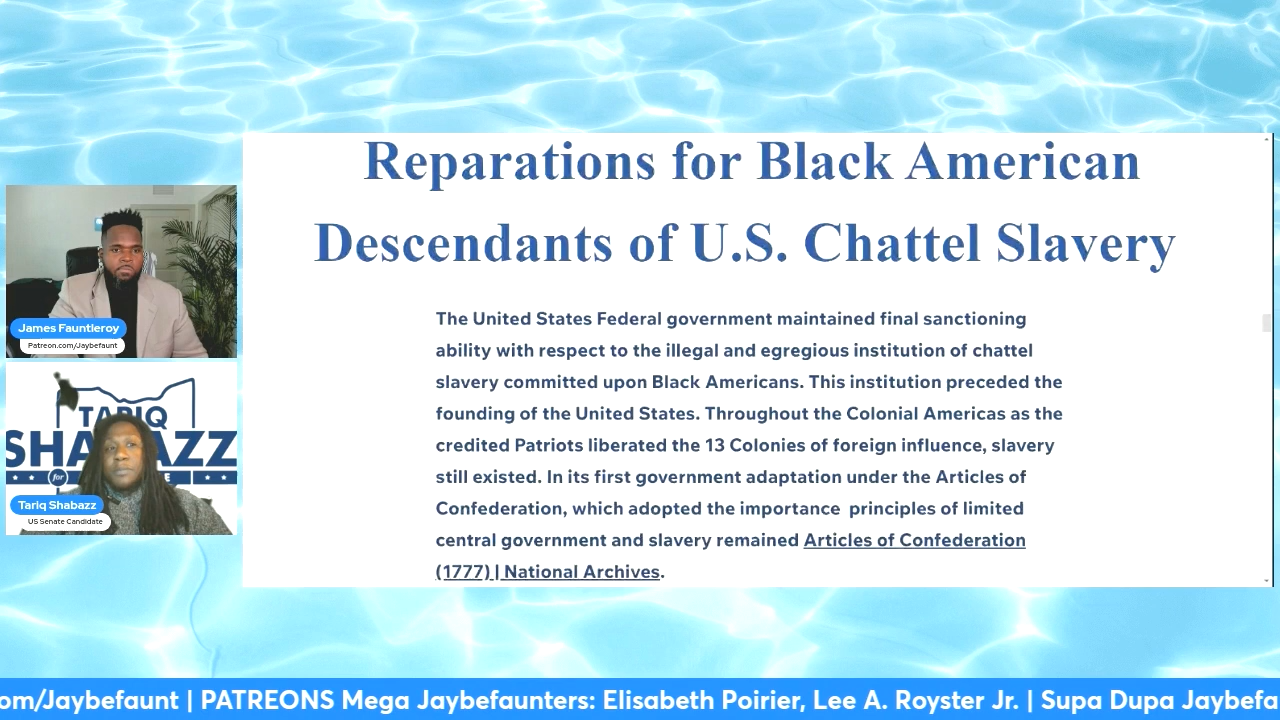 Reparations for Black American
Descendants of U.S. Chattel Slavery
The United States Federal government maintained final sanctioning
ability with respect to the illegal and egregious institution of chattel
slavery committed upon Black Americans. This institution preceded the
founding of the United States. Throughout the Colonial Americas as the
credited Patriots liberated the 13 Colonies of foreign influence, slavery
still existed. In its first government adaptation under the Articles of
Confederation, which adopted the importance principles of limited
central government and slavery remained Articles of Confederation
(1777) | National Archives.
James Fauntleroy
Patreon.com/Jaybefaunt
TARIQ
SHABAZZ
for
Tariq Shabazz
US Senate Candidate
om/Jaybefaunt | PATREONS Mega Jaybefaunters: Elisabeth Poirier, Lee A. Royster Jr. | Supa Dupa Jaybefa